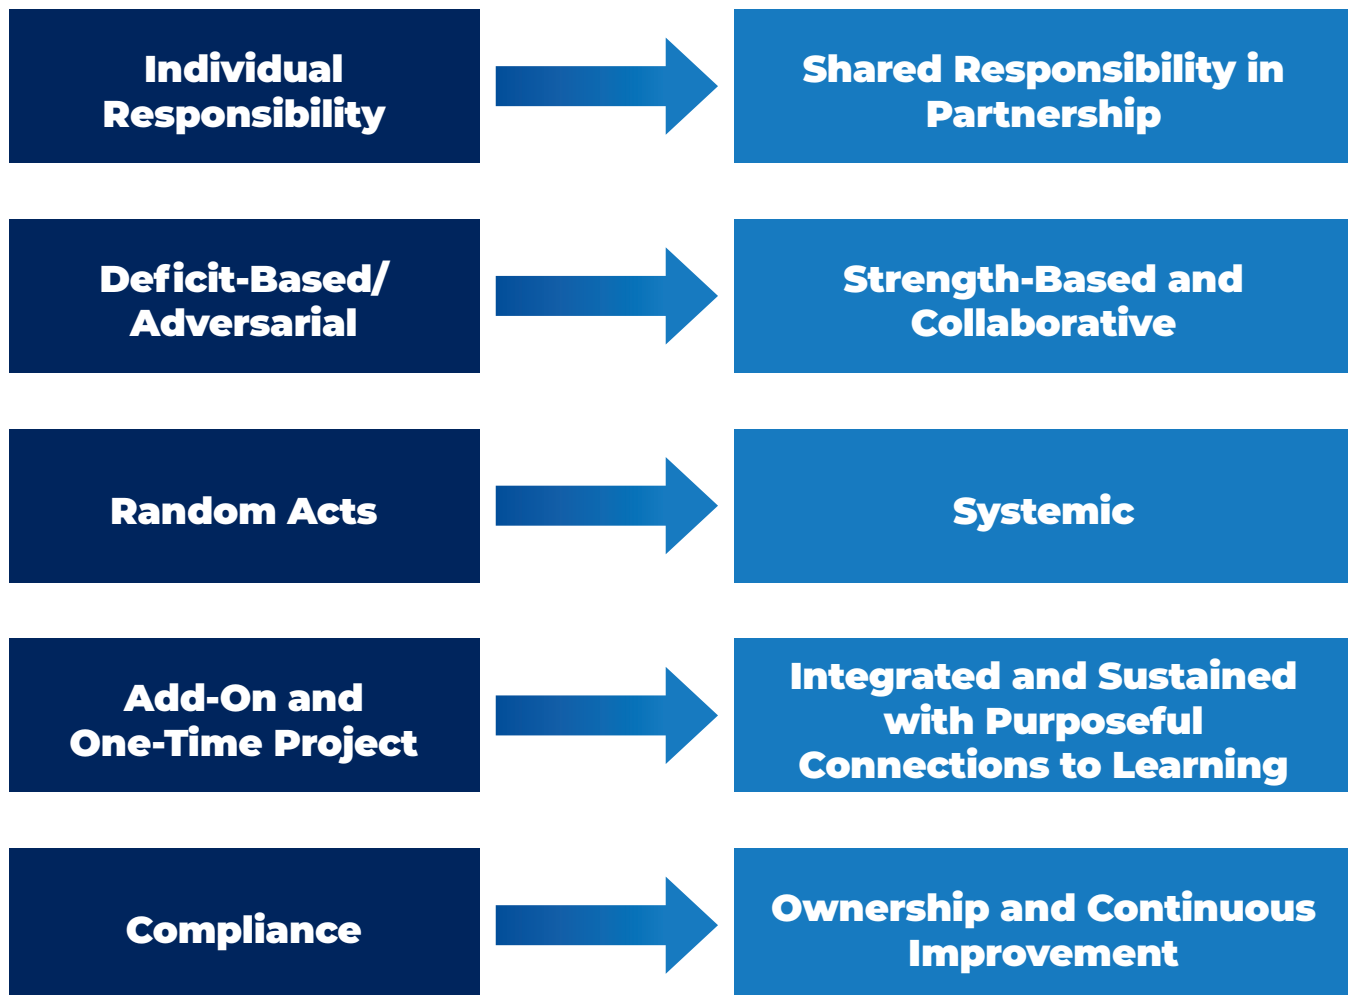 Individual
Responsibility
Shared Responsibility in
Partnership
Deficit-Based/
Adversarial
Strength-Based and
Collaborative
Random Acts
Systemic
Add-On and
One-Time Project
Integrated and Sustained
with Purposeful
Connections to Learning
Compliance
Ownership and Continuous
Improvement